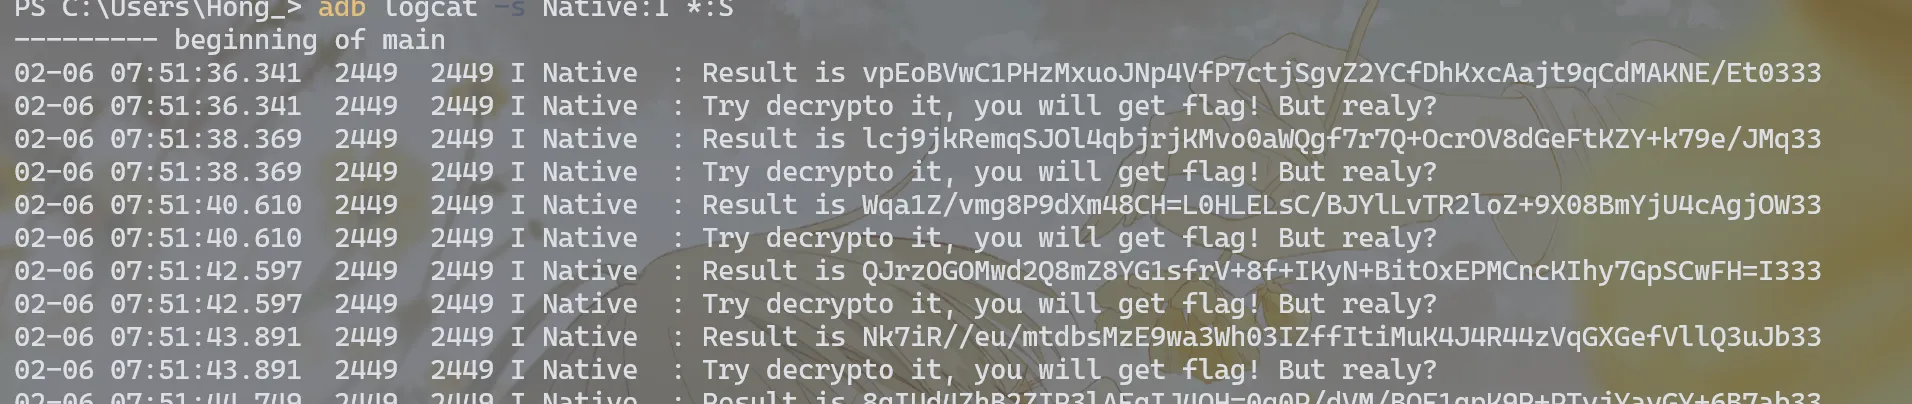 PS C:\Users\Hong_> adb logcat -s Native:I *:S
--------- beginning of main
02-06 07:51:36.341  2449  2449 I Native  : Result is vpEoBVwC1PHzMxuoJNp4VfP7ctjSgvZ2YCfDhKxcAajt9qCdMAKNE/Et0333
02-06 07:51:36.341  2449  2449 I Native  : Try decrypto it, you will get flag! But realy?
02-06 07:51:38.369  2449  2449 I Native  : Result is lcj9jkRemqSJOl4qbjrjKMvo0aWQgf7r7Q+OcrOV8dGeFtKZY+k79e/JMq33
02-06 07:51:38.369  2449  2449 I Native  : Try decrypto it, you will get flag! But realy?
02-06 07:51:40.610  2449  2449 I Native  : Result is Wqa1Z/vmg8P9dXm48CH=L0HLELsC/BJYlLvTR2loZ+9X08BmYjU4cAgjOW33
02-06 07:51:40.610  2449  2449 I Native  : Try decrypto it, you will get flag! But realy?
02-06 07:51:42.597  2449  2449 I Native  : Result is QJrzOGOMwd2Q8mZ8YG1sfrV+8f+IKyN+BitOxEPMCncKIhy7GpSCwFH=I333
02-06 07:51:42.597  2449  2449 I Native  : Try decrypto it, you will get flag! But realy?
02-06 07:51:43.891  2449  2449 I Native  : Result is Nk7iR//eu/mtdbsMzE9wa3Wh03IZffItiMuK4J4R44zVqGXGefVllQ3uJb33
02-06 07:51:43.891  2449  2449 I Native  : Try decrypto it, you will get flag! But realy?
02-06 07:51:44.749  2449  2449 I Native  : Result is